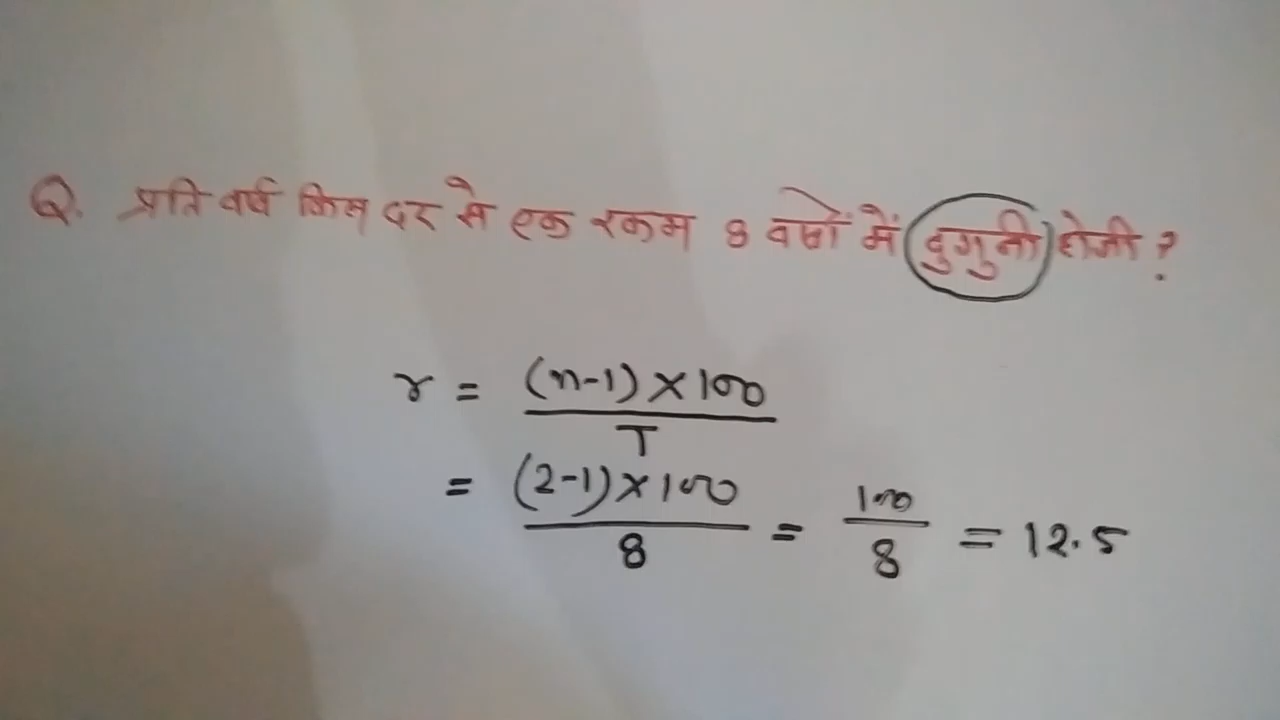 Q. प्रति वर्ष किस दर से एक रकम 8 वर्षों में दुगुनी होगी ?
r = (n-1) × 100 / T
= (2-1) × 100 / 8 = 100 / 8 = 12.5